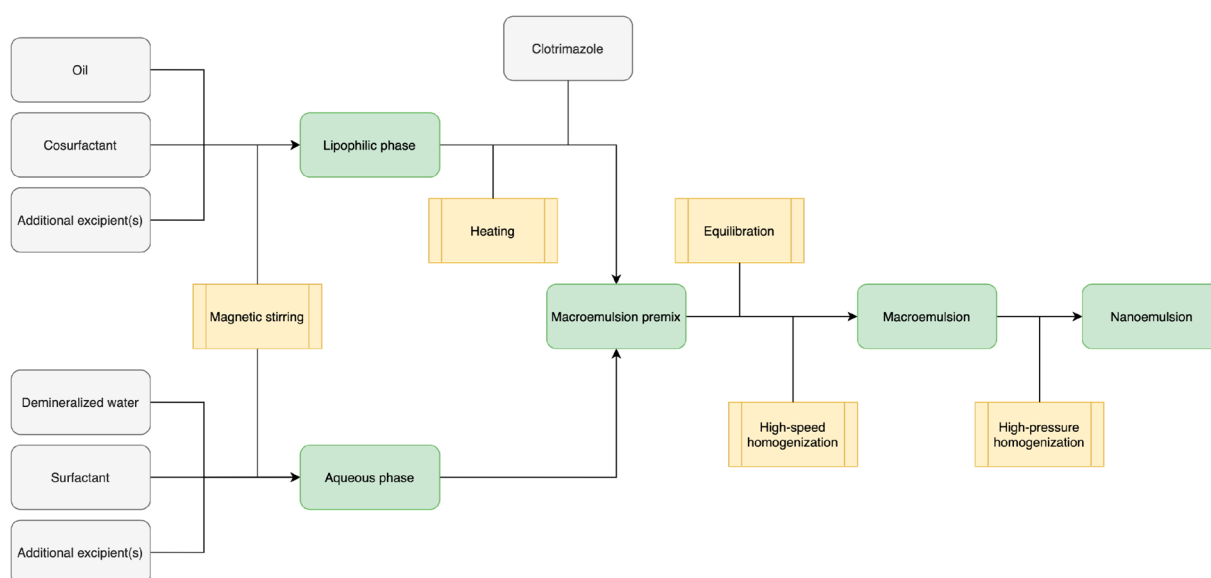 Clotrimazole
Oil
Cosurfactant
Lipophilic phase
Additional excipient(s)
Heating
Equilibration
Magnetic stirring
Macroemulsion premix
Macroemulsion
Nanoemulsion
Demineralized water
High-speed
homogenization
High-pressure
homogenization
Surfactant
Aqueous phase
Additional excipient(s)